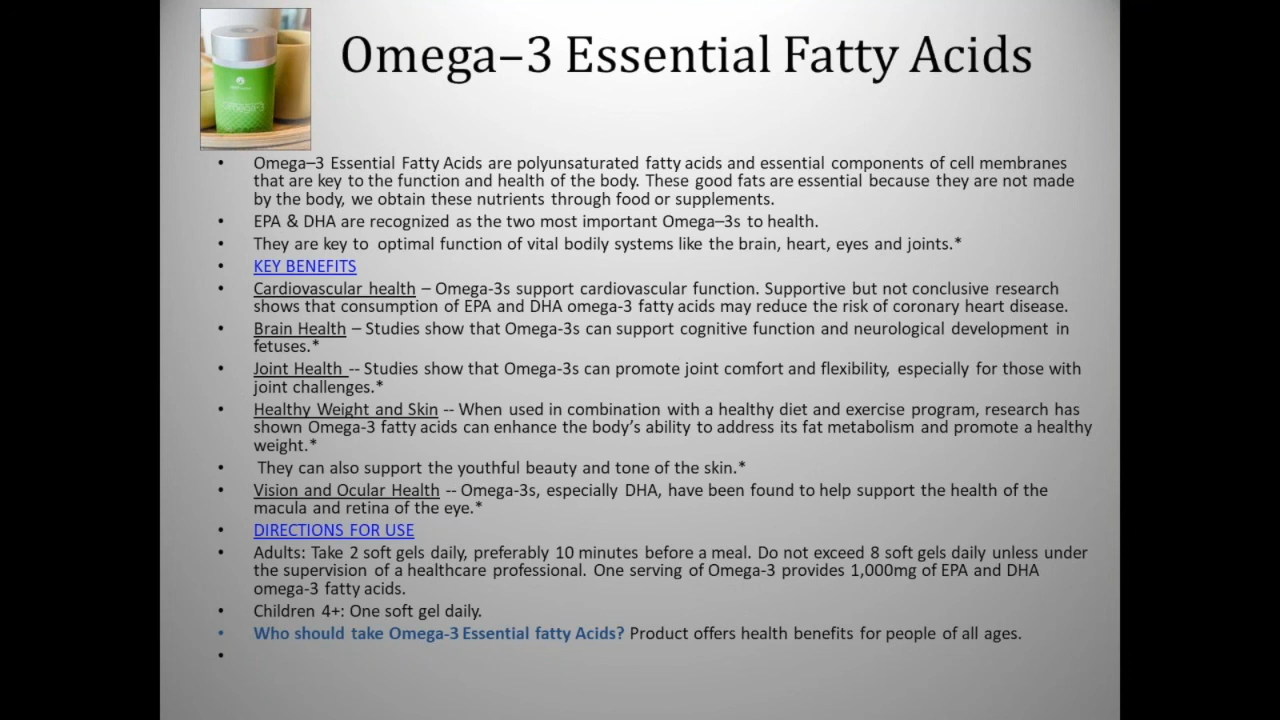 Omega–3 Essential Fatty Acids
omega-3
• Omega–3 Essential Fatty Acids are polyunsaturated fatty acids and essential components of cell membranes
that are key to the function and health of the body. These good fats are essential because they are not made
by the body, we obtain these nutrients through food or supplements.
• EPA & DHA are recognized as the two most important Omega–3s to health.
• They are key to optimal function of vital bodily systems like the brain, heart, eyes and joints.*
• KEY BENEFITS
• Cardiovascular health – Omega-3s support cardiovascular function. Supportive but not conclusive research
shows that consumption of EPA and DHA omega-3 fatty acids may reduce the risk of coronary heart disease.
• Brain Health – Studies show that Omega-3s can support cognitive function and neurological development in
fetuses.*
• Joint Health -- Studies show that Omega-3s can promote joint comfort and flexibility, especially for those with
joint challenges.*
• Healthy Weight and Skin -- When used in combination with a healthy diet and exercise program, research has
shown Omega-3 fatty acids can enhance the body’s ability to address its fat metabolism and promote a healthy
weight.*
• They can also support the youthful beauty and tone of the skin.*
• Vision and Ocular Health -- Omega-3s, especially DHA, have been found to help support the health of the
macula and retina of the eye.*
• DIRECTIONS FOR USE
• Adults: Take 2 soft gels daily, preferably 10 minutes before a meal. Do not exceed 8 soft gels daily unless under
the supervision of a healthcare professional. One serving of Omega-3 provides 1,000mg of EPA and DHA
omega-3 fatty acids.
• Children 4+: One soft gel daily.
• Who should take Omega-3 Essential fatty Acids? Product offers health benefits for people of all ages.
•